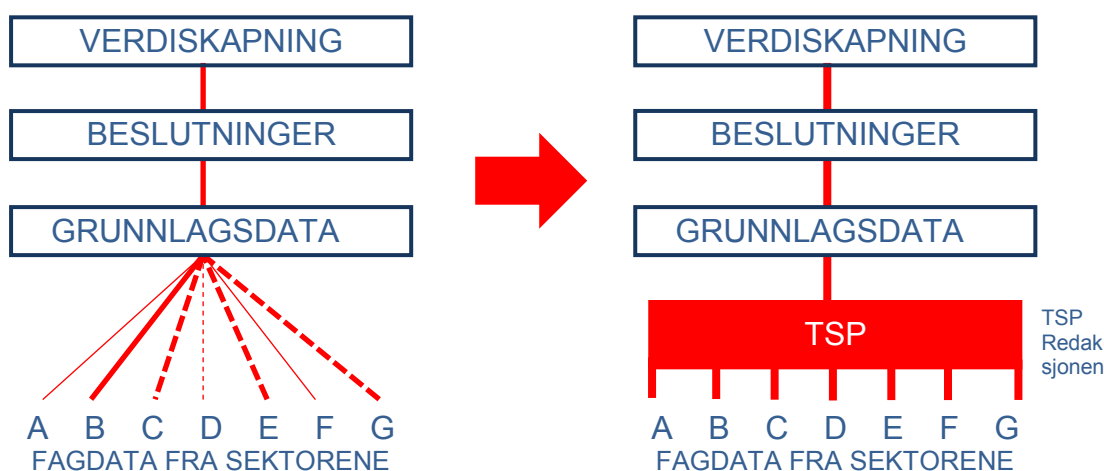 VERDISKAPNING
BESLUTNINGER
GRUNNLAGSDATA
A B C D E F G
FAGDATA FRA SEKTORENE
VERDISKAPNING
BESLUTNINGER
GRUNNLAGSDATA
TSP
TSP
Redak
sjonen
A B C D E F G
FAGDATA FRA SEKTORENE